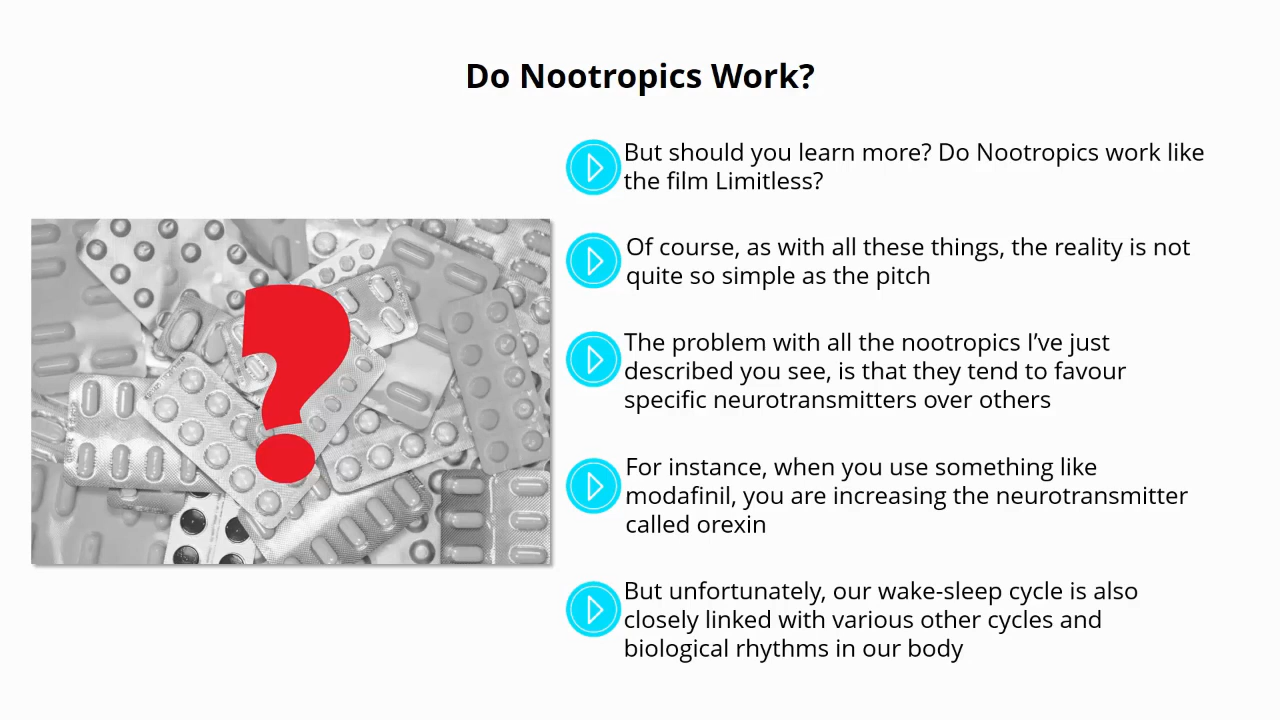 Do Nootropics Work?
But should you learn more? Do Nootropics work like
the film Limitless?
Of course, as with all these things, the reality is not
quite so simple as the pitch
The problem with all the nootropics I’ve just
described you see, is that they tend to favour
specific neurotransmitters over others
For instance, when you use something like
modafinil, you are increasing the neurotransmitter
called orexin
But unfortunately, our wake-sleep cycle is also
closely linked with various other cycles and
biological rhythms in our body